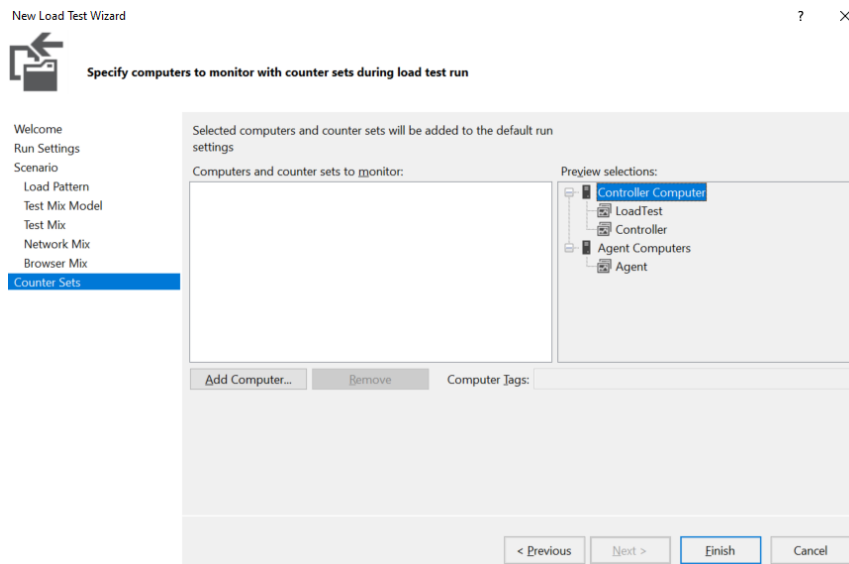 New Load Test Wizard
?
Specify computers to monitor with counter sets during load test run
Welcome
Run Settings
Scenario
Load Pattern
Test Mix Model
Test Mix
Network Mix
Browser Mix
Counter Sets
Selected computers and counter sets will be added to the default run
settings
Computers and counter sets to monitor:
Preview selections:
Controller Computer
LoadTest
Controller
Agent Computers
Agent
Add Computer...
Remove
Computer Tags:
< Previous
Next >
Finish
Cancel